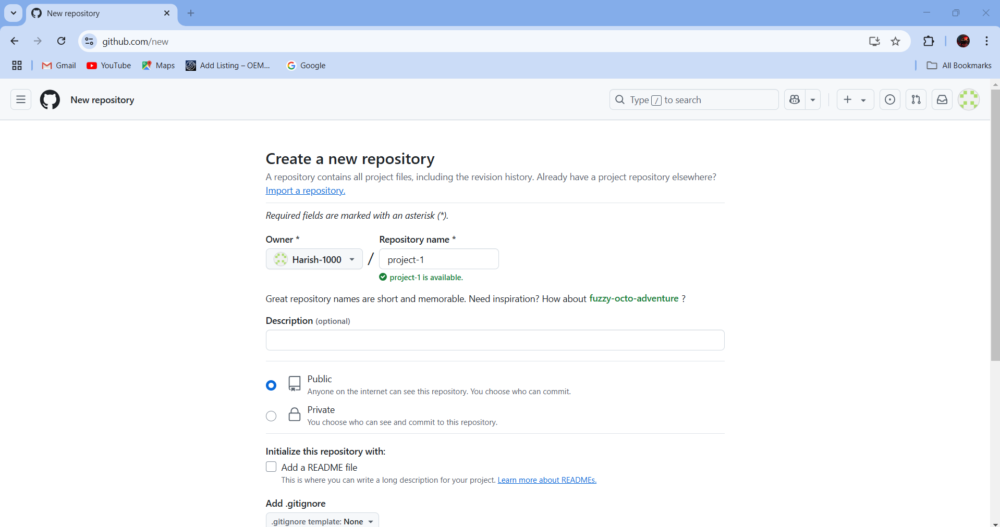 New repository
github.com/new
Gmail
YouTube
Maps
Add Listing – OEM...
Google
All Bookmarks
New repository
Type / to search
Create a new repository
A repository contains all project files, including the revision history. Already have a project repository elsewhere?
Import a repository.
Required fields are marked with an asterisk (*).
Owner *
Repository name *
Harish-1000
/
project-1
project-1 is available.
Great repository names are short and memorable. Need inspiration? How about fuzzy-octo-adventure ?
Description (optional)
Public
Anyone on the internet can see this repository. You choose who can commit.
Private
You choose who can see and commit to this repository.
Initialize this repository with:
Add a README file
This is where you can write a long description for your project. Learn more about READMEs.
Add .gitignore
.gitignore template: None